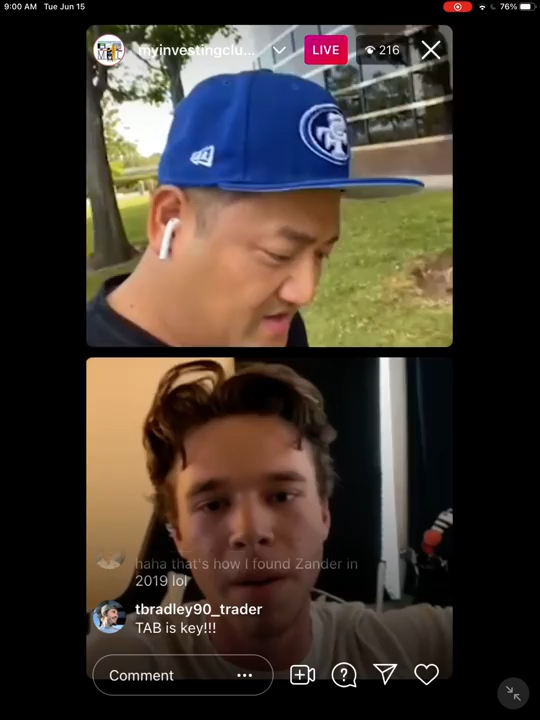 9:00 AM Tue Jun 15
76%
myinvestingclu...
LIVE
216
haha that's how I found Zander in
2019 lol
tbradley90_trader
TAB is key!!!
Comment